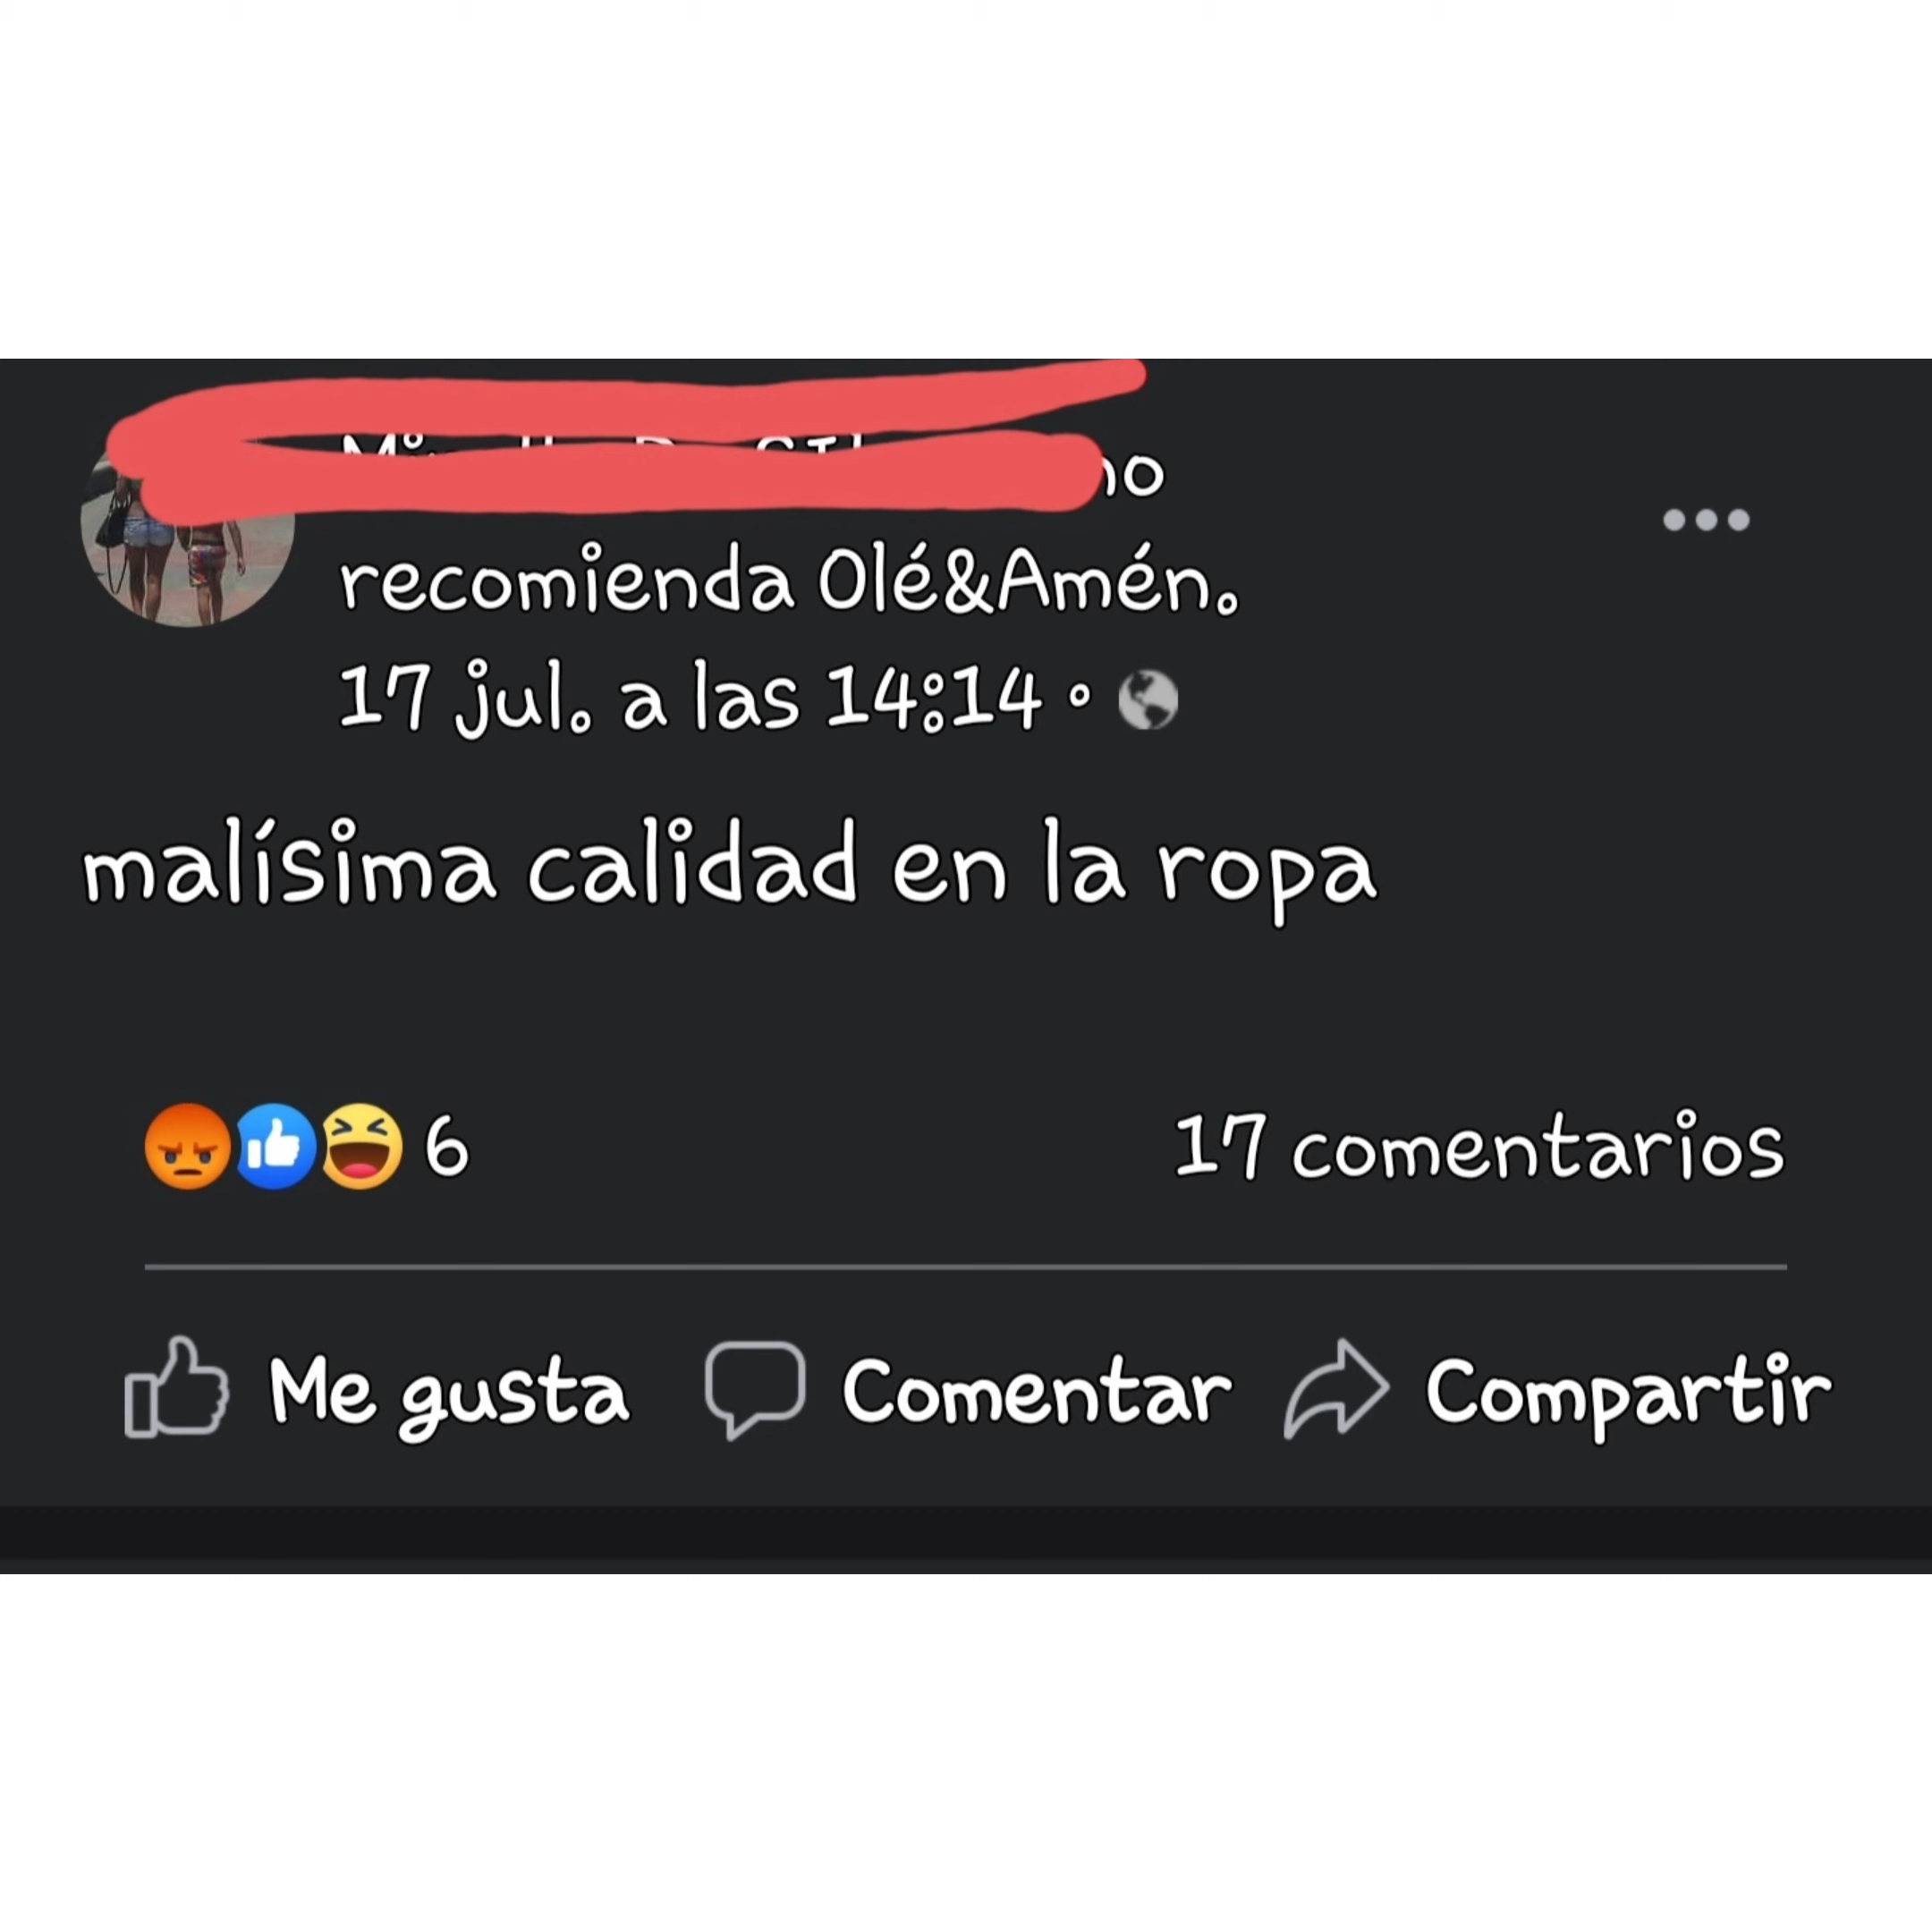 no
recomienda Olé&Amén.
17 jul. a las 14:14 •
malísima calidad en la ropa
6
17 comentarios
Me gusta
Comentar
Compartir